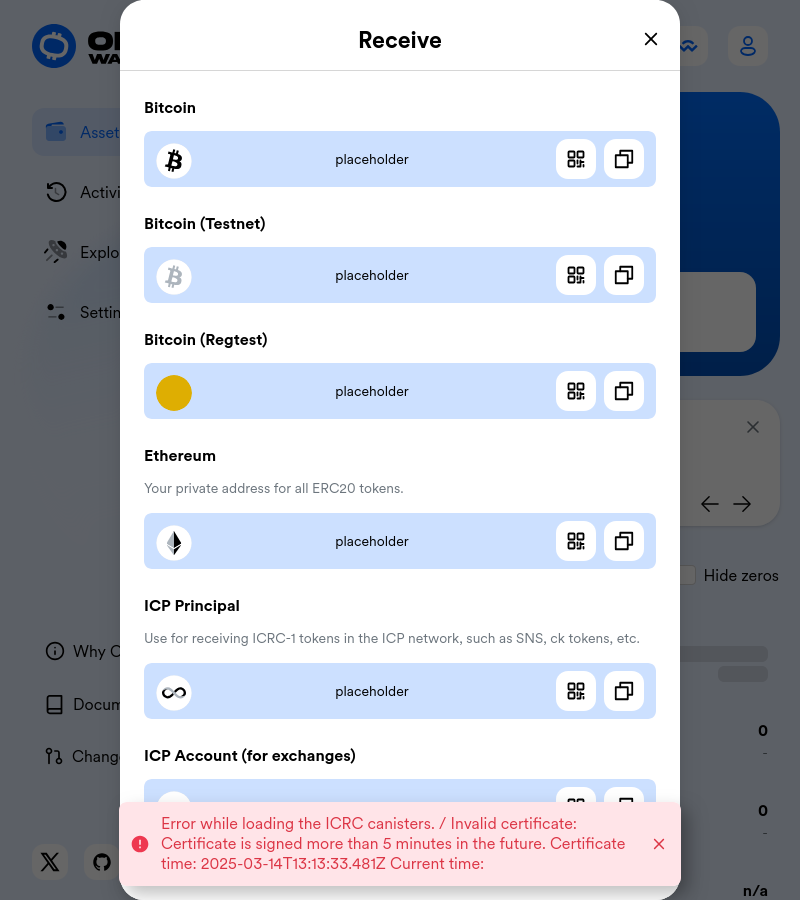 Receive
Bitcoin
placeholder
Bitcoin (Testnet)
placeholder
Bitcoin (Regtest)
placeholder
Ethereum
Your private address for all ERC20 tokens.
placeholder
ICP Principal
Use for receiving ICRC-1 tokens in the ICP network, such as SNS, ck tokens, etc.
placeholder
ICP Account (for exchanges)
Error while loading the ICRC canisters. / Invalid certificate:
Certificate is signed more than 5 minutes in the future. Certificate
time: 2025-03-14T13:13:33.481Z Current time:
Asset
Activi
Explo
Settin
Why O
Docum
Change
Hide zeros
0
-
0
-
n/a